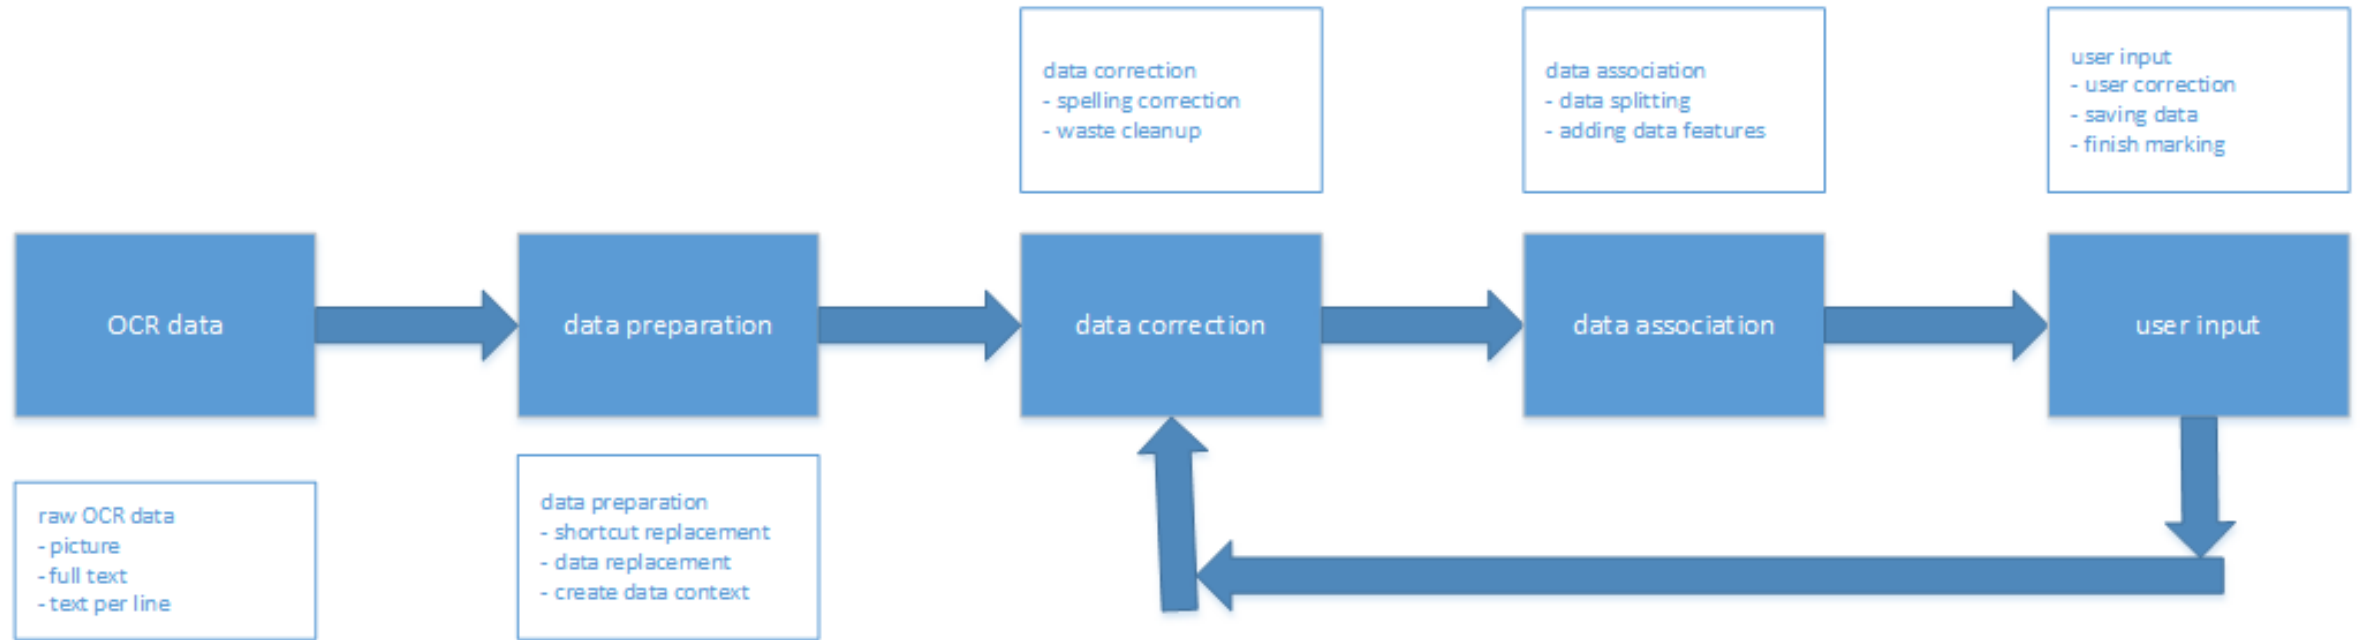 data correction
- spelling correction
- waste cleanup
data association
- data splitting
- adding data features
user input
- user correction
- saving data
- finish marking
OCR data
data preparation
data correction
data association
user input
raw OCR data
- picture
- full text
- text per line
data preparation
- shortcut replacement
- data replacement
- create data context